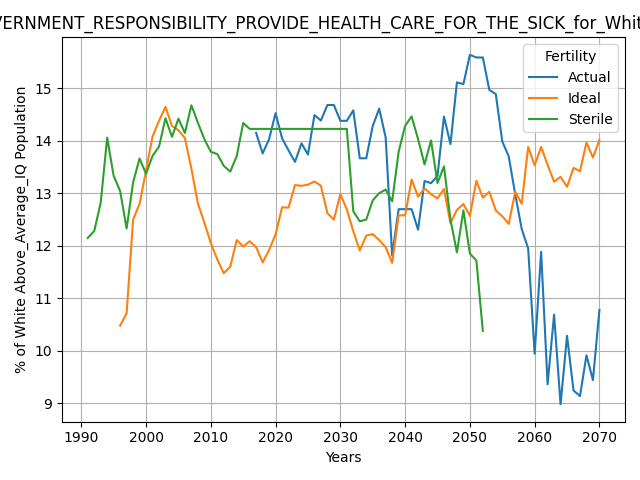 VERNMENT_RESPONSIBILITY_PROVIDE_HEALTH_CARE_FOR_THE_SICK_for_Whit
Fertility
Actual
Ideal
Sterile
% of White Above_Average_IQ Population
15
14
13
12
11
10
9
1990 2000 2010 2020 2030 2040 2050 2060 2070
Years